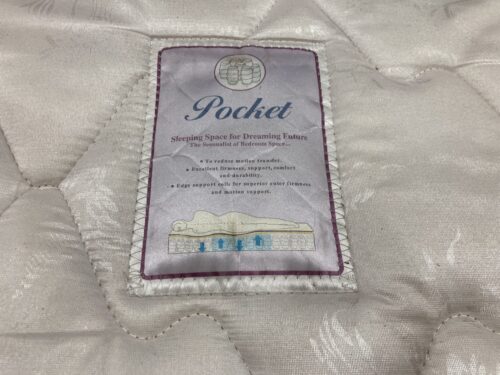 Pocket
Sleeping Space for Dreaming Future
The Sensualist of Bedroom Space...
• To reduce motion transfer.
• Excellent firmness, support, comfort
and durability.
• Edge support coils for superior outer firmness
and motion support.